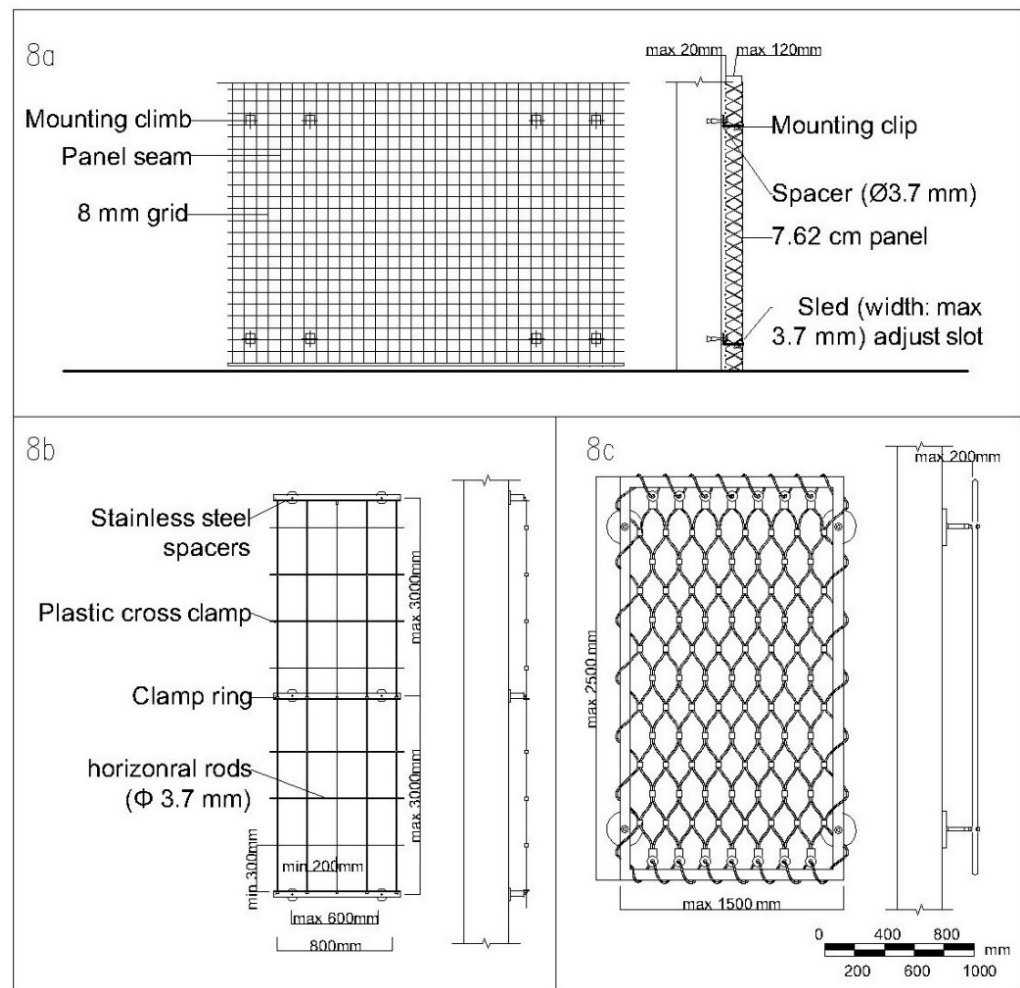 8a
max 20mm
max 120mm
Mounting climb
Panel seam
8 mm grid
Mounting clip
Spacer (Ø3.7 mm)
7.62 cm panel
Sled (width: max
3.7 mm) adjust slot
8b
Stainless steel
spacers
Plastic cross clamp
Clamp ring
horizonral rods
(Φ 3.7 mm)
max 3000mm
max 3000mm
min 300mm
min 200mm
max 600mm
800mm
8c
max 200mm
max 2500 mm
max 1500 mm
0 400 800 mm
200 600 1000